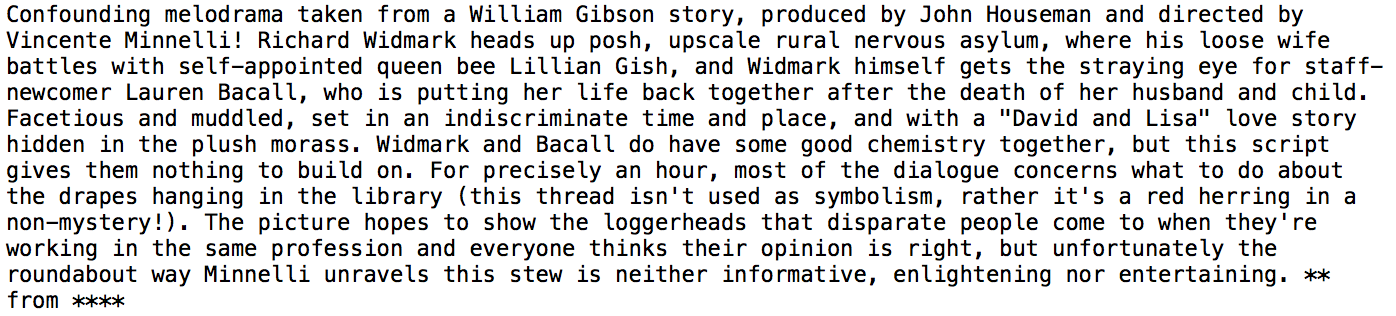 Confounding melodrama taken from a William Gibson story, produced by John Houseman and directed by
Vincente Minnelli! Richard Widmark heads up posh, upscale rural nervous asylum, where his loose wife
battles with self-appointed queen bee Lillian Gish, and Widmark himself gets the straying eye for staff-
newcomer Lauren Bacall, who is putting her life back together after the death of her husband and child.
Facetious and muddled, set in an indiscriminate time and place, and with a "David and Lisa" love story
hidden in the plush morass. Widmark and Bacall do have some good chemistry together, but this script
gives them nothing to build on. For precisely an hour, most of the dialogue concerns what to do about
the drapes hanging in the library (this thread isn't used as symbolism, rather it's a red herring in a
non-mystery!). The picture hopes to show the loggerheads that disparate people come to when they're
working in the same profession and everyone thinks their opinion is right, but unfortunately the
roundabout way Minnelli unravels this stew is neither informative, enlightening nor entertaining. **
from ****